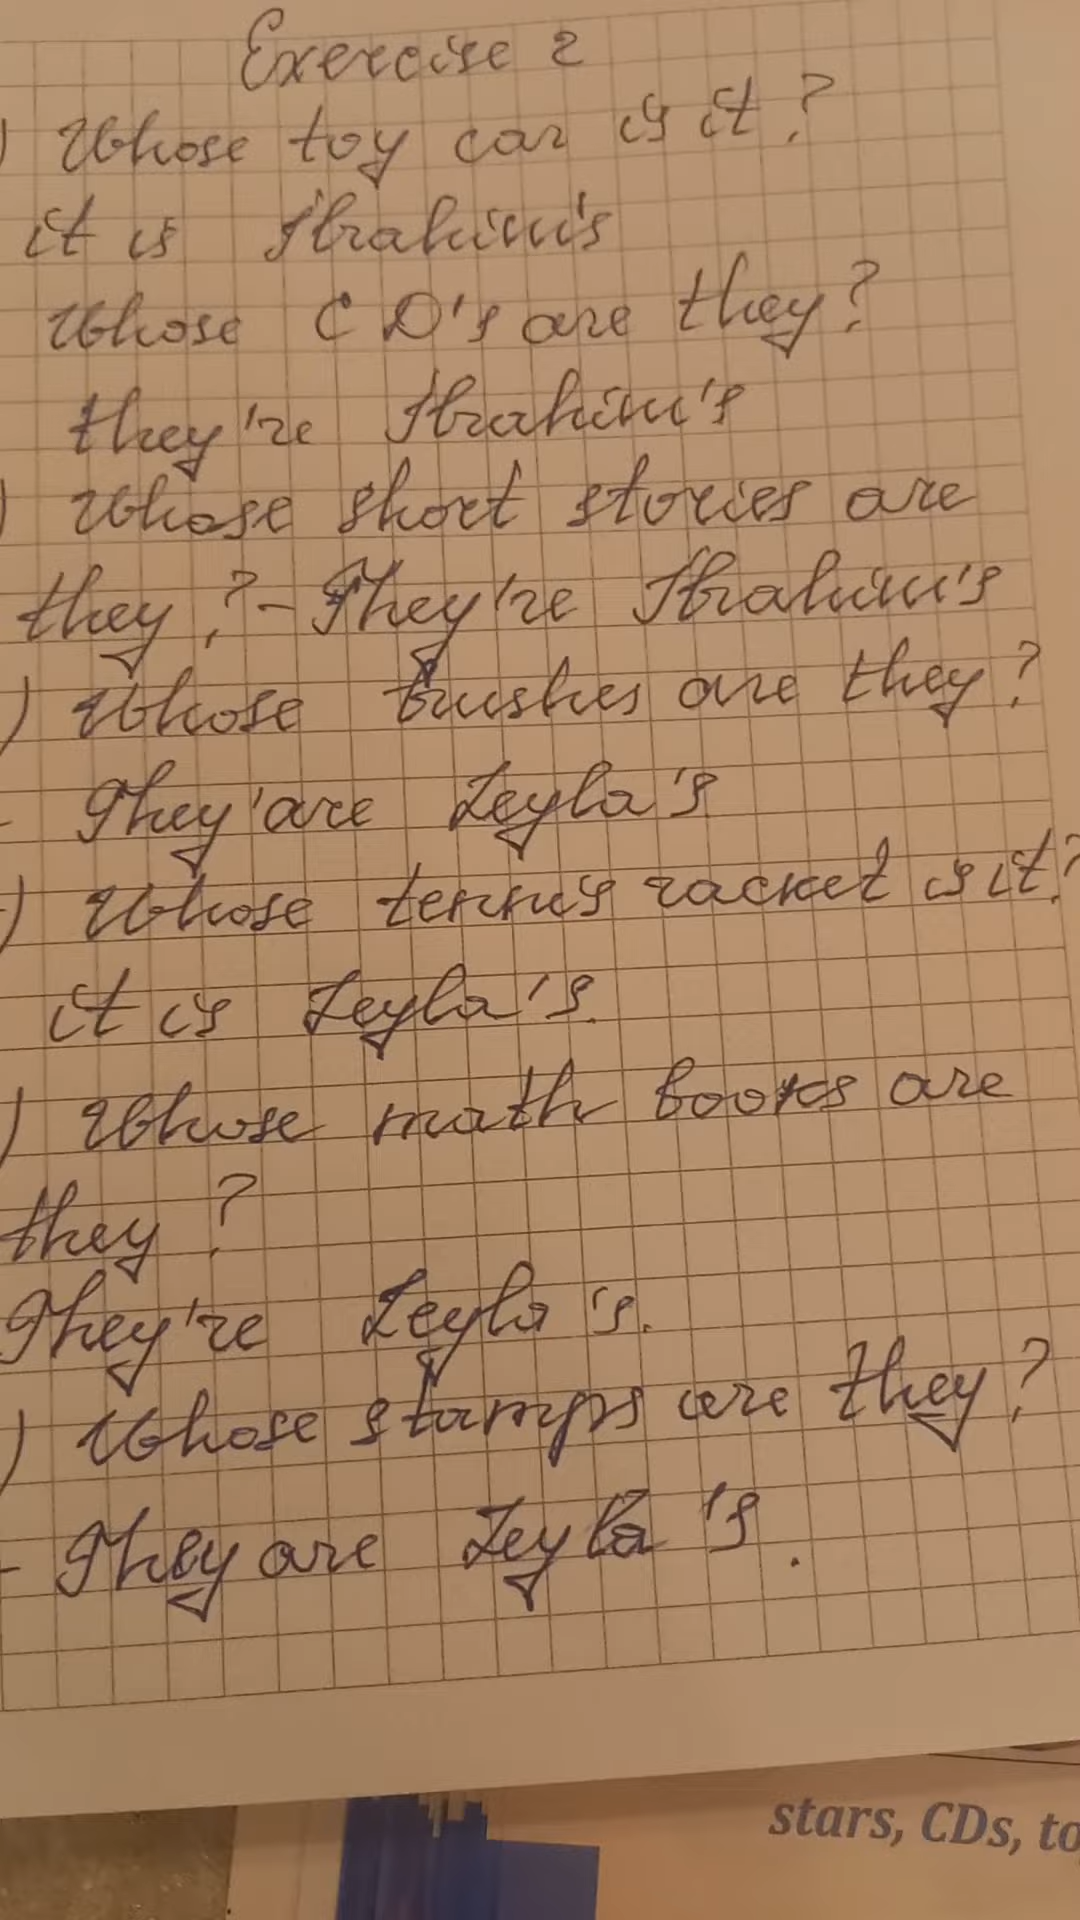 Exercise 2
) Whose toy car is it?
it is Ibrahim's
Whose CD's are they?
they're Ibrahim's
) Whose short stories are
they? - They're Ibrahim's
) Whose brushes are they?
- They'are Leyla's
) Whose tennis racket is it?
it is Leyla's.
) Whose math books are
they?
They're Leyla's.
) Whose stamps are they?
- They are Leyla's.
stars, CDs, to